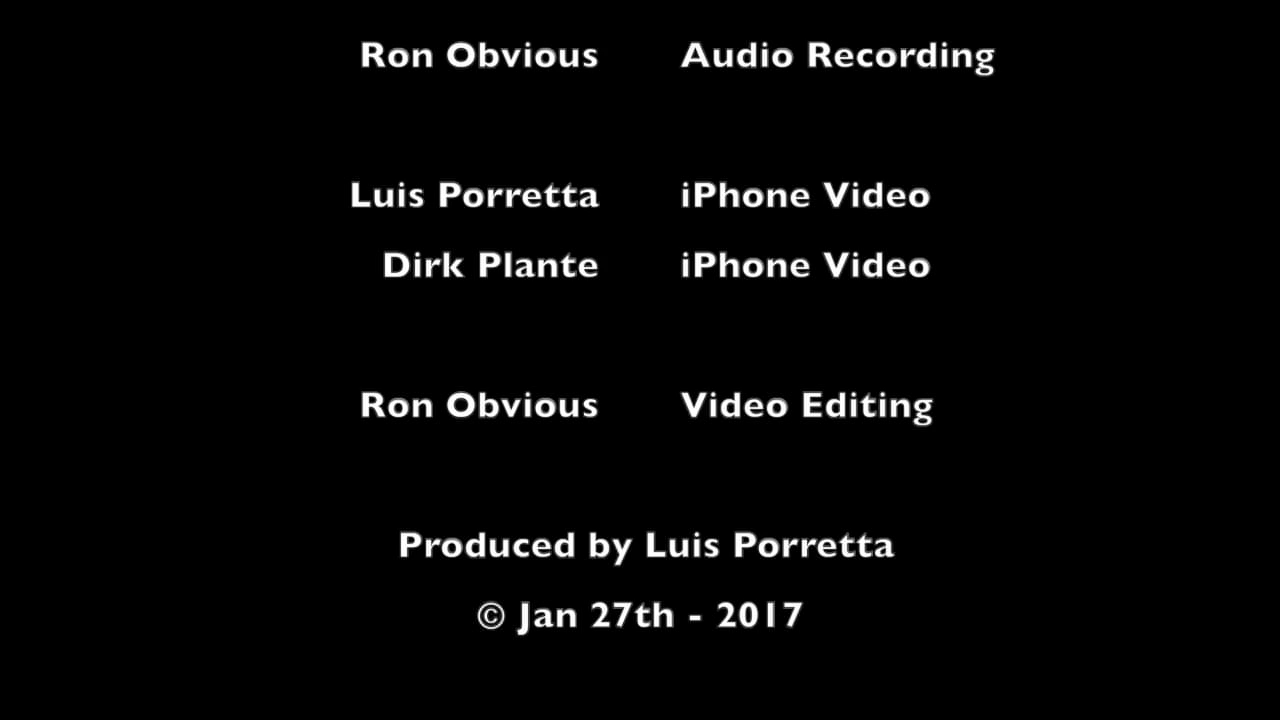 Ron Obvious Audio Recording
Luis Porretta iPhone Video
Dirk Plante iPhone Video
Ron Obvious Video Editing
Produced by Luis Porretta
© Jan 27th - 2017